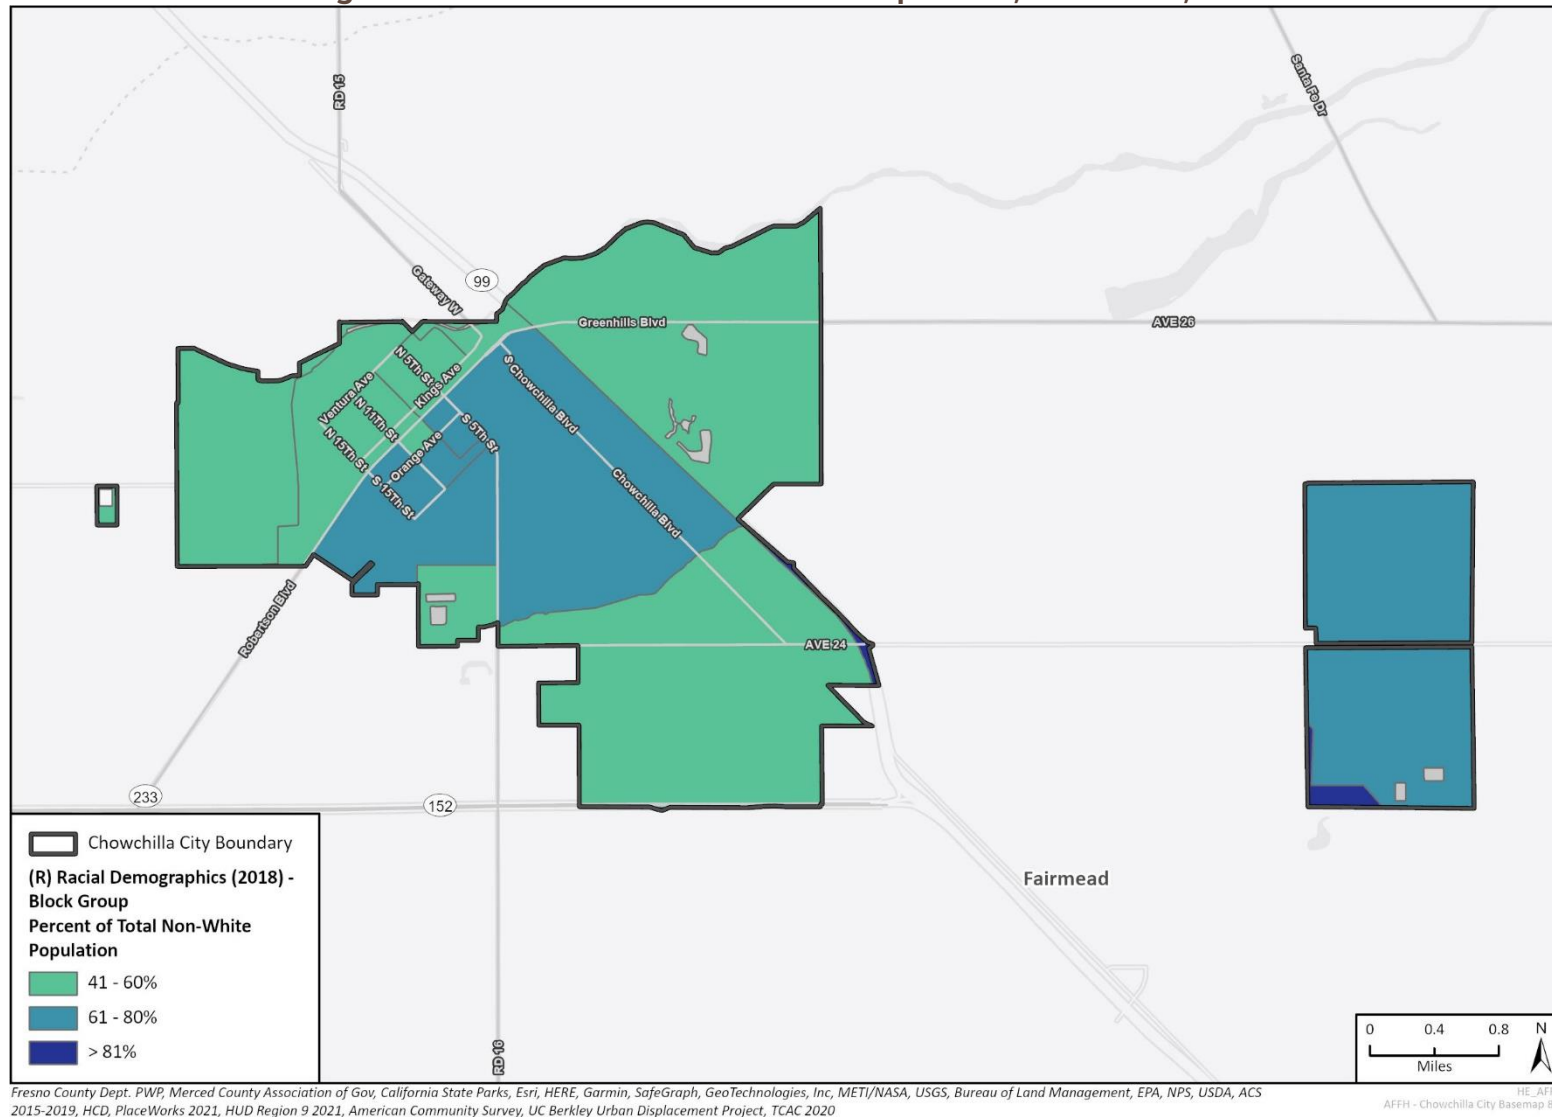 RD 15
Santa Fe Dr
Gateway W
99
Greenhills Blvd
AVE 26
N 5Th St
Kings Ave
S Chowchilla Blvd
Ventura Ave
N 11Th St
S 5Th St
N 15Th St
Orange Ave
S 15Th St
Chowchilla Blvd
Robertson Blvd
AVE 24
233
152
Fairmead
RD 16
Chowchilla City Boundary
(R) Racial Demographics (2018) -
Block Group
Percent of Total Non-White
Population
41 - 60%
61 - 80%
> 81%
0 0.4 0.8 N
Miles
Fresno County Dept. PWP, Merced County Association of Gov, California State Parks, Esri, HERE, Garmin, SafeGraph, GeoTechnologies, Inc, METI/NASA, USGS, Bureau of Land Management, EPA, NPS, USDA, ACS
2015-2019, HCD, PlaceWorks 2021, HUD Region 9 2021, American Community Survey, UC Berkley Urban Displacement Project, TCAC 2020
AFFH - Chowchilla City Basemap